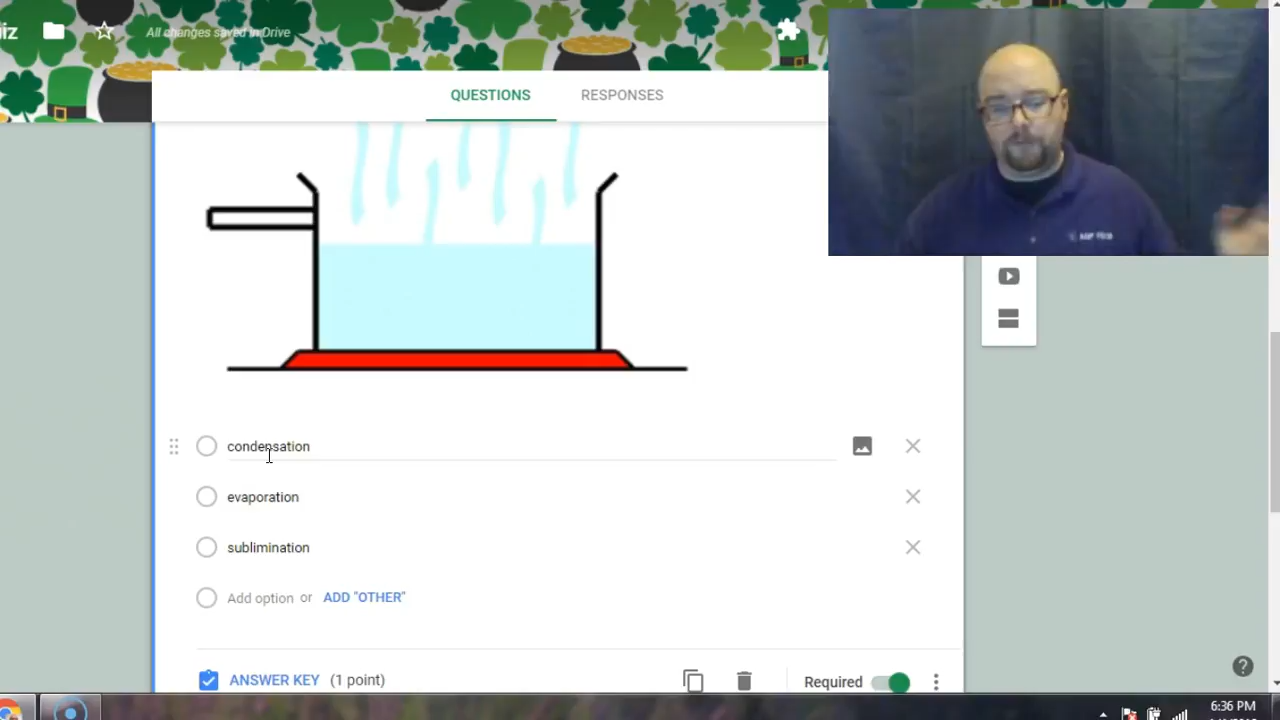 iz All changes saved in Drive
QUESTIONS RESPONSES
condensation
evaporation
sublimination
Add option or ADD "OTHER"
ANSWER KEY (1 point) Required
6:36 PM